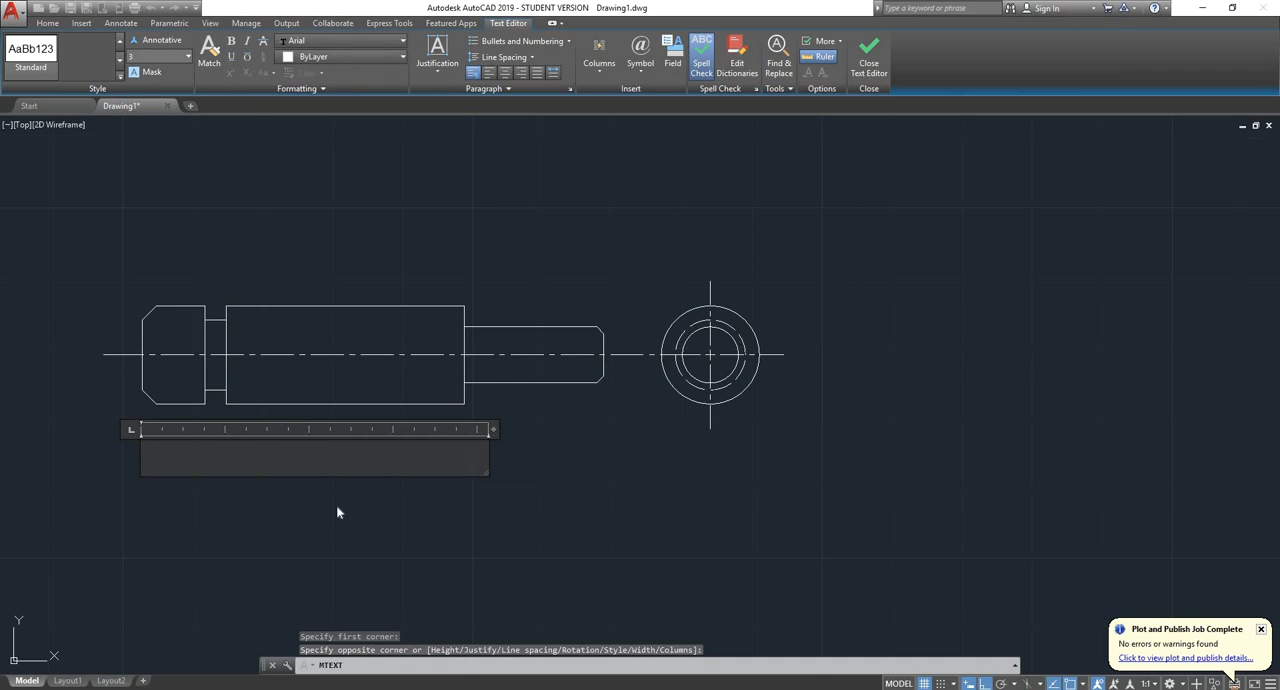 Autodesk AutoCAD 2019 - STUDENT VERSION Drawing1.dwg
Type a keyword or phrase
Sign In
Home Insert Annotate Parametric View Manage Output Collaborate Express Tools Featured Apps Text Editor
AaBb123
Standard
Annotative
3
Mask
Style
Match
B I A
U O
Arial
ByLayer
Formatting
Justification
Bullets and Numbering
Line Spacing
Paragraph
Columns
Symbol
Field
Insert
ABC
Spell
Check
Edit
Dictionaries
Spell Check
Find &
Replace
Tools
More
Ruler
Options
Close
Text Editor
Close
Start
Drawing1*
[−][Top][2D Wireframe]
Y
X
Specify first corner:
Specify opposite corner or [Height/Justify/Line spacing/Rotation/Style/Width/Columns]:
A - MTEXT
Plot and Publish Job Complete
No errors or warnings found
Click to view plot and publish details...
Model Layout1 Layout2
MODEL
1:1